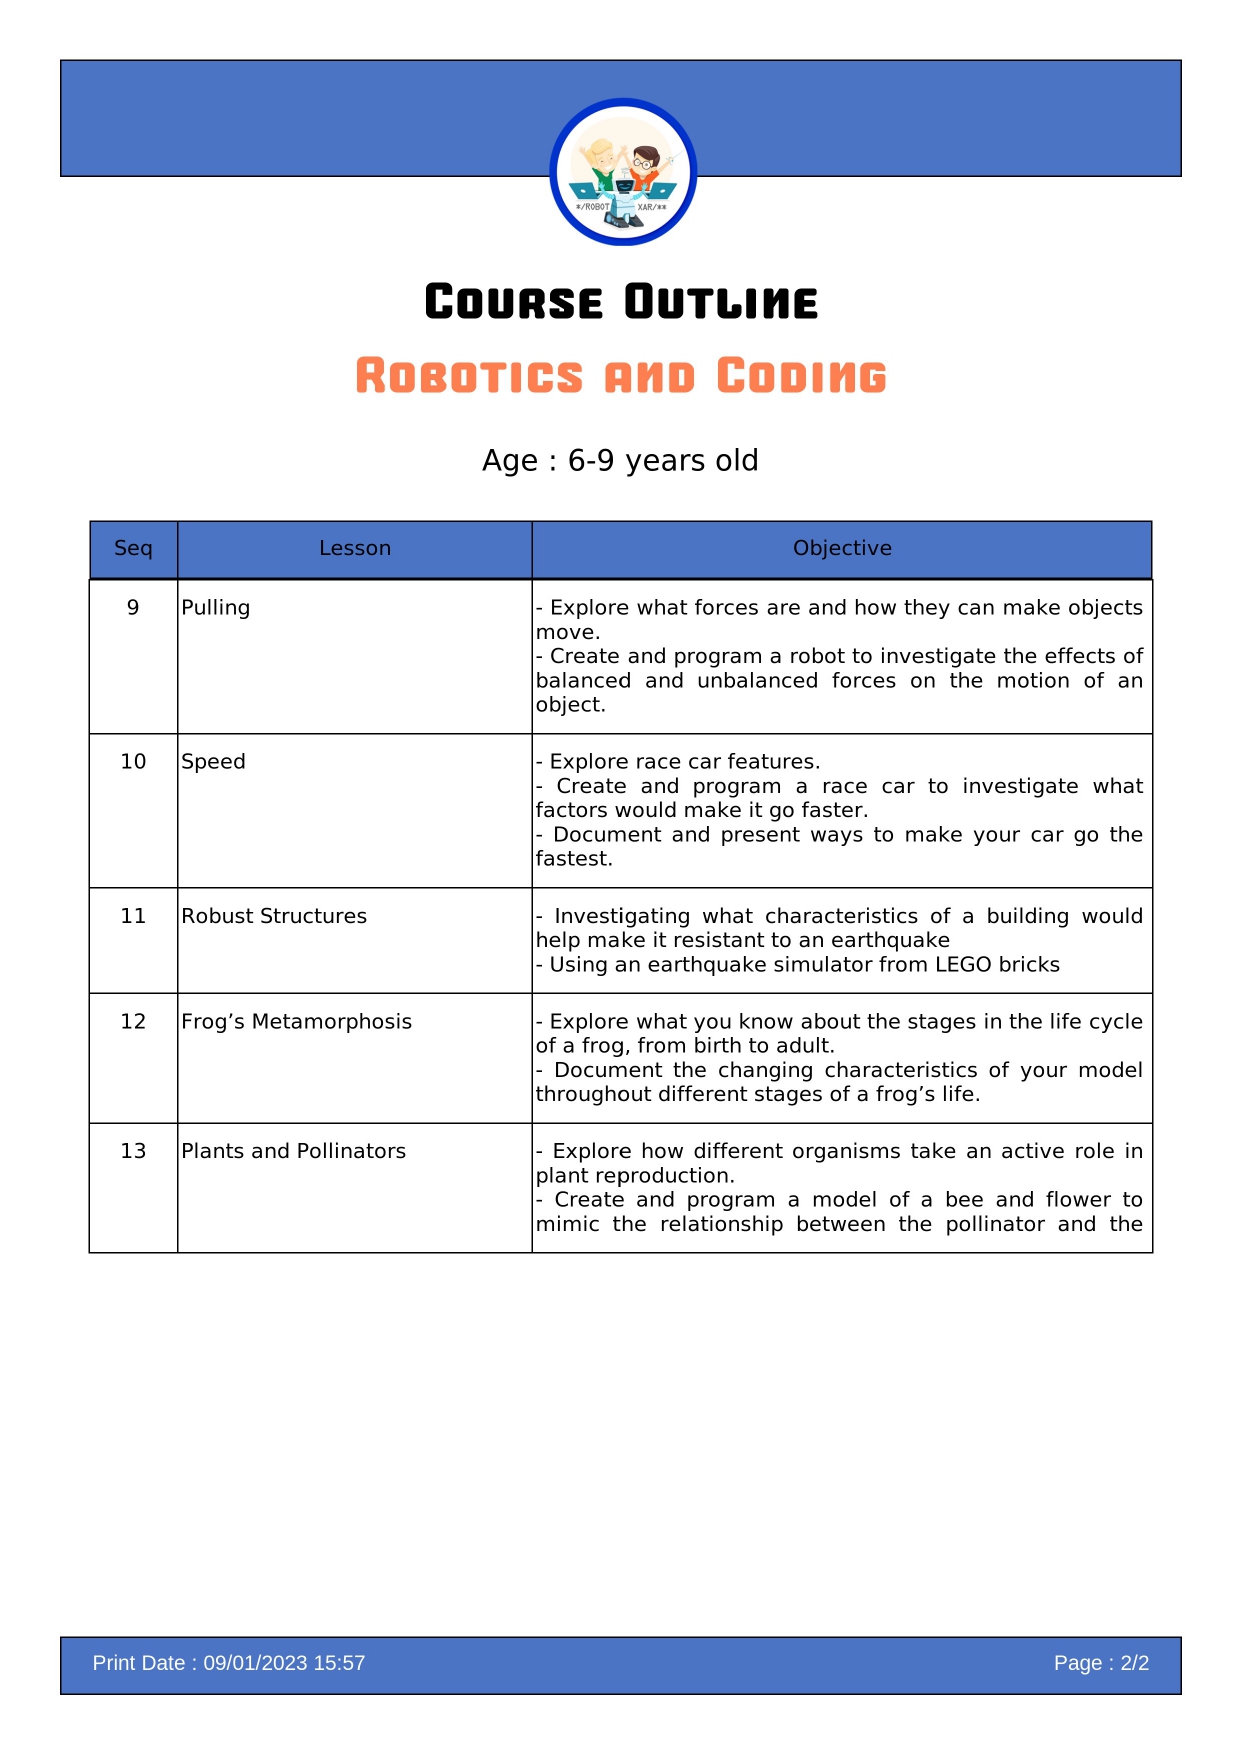 */ROBOT XAR/**
Course Outline
Robotics and Coding
Age : 6-9 years old
Seq Lesson Objective
9 Pulling - Explore what forces are and how they can make objects
move.
- Create and program a robot to investigate the effects of
balanced and unbalanced forces on the motion of an
object.
10 Speed - Explore race car features.
- Create and program a race car to investigate what
factors would make it go faster.
- Document and present ways to make your car go the
fastest.
11 Robust Structures - Investigating what characteristics of a building would
help make it resistant to an earthquake
- Using an earthquake simulator from LEGO bricks
12 Frog’s Metamorphosis - Explore what you know about the stages in the life cycle
of a frog, from birth to adult.
- Document the changing characteristics of your model
throughout different stages of a frog’s life.
13 Plants and Pollinators - Explore how different organisms take an active role in
plant reproduction.
- Create and program a model of a bee and flower to
mimic the relationship between the pollinator and the
Print Date : 09/01/2023 15:57 Page : 2/2